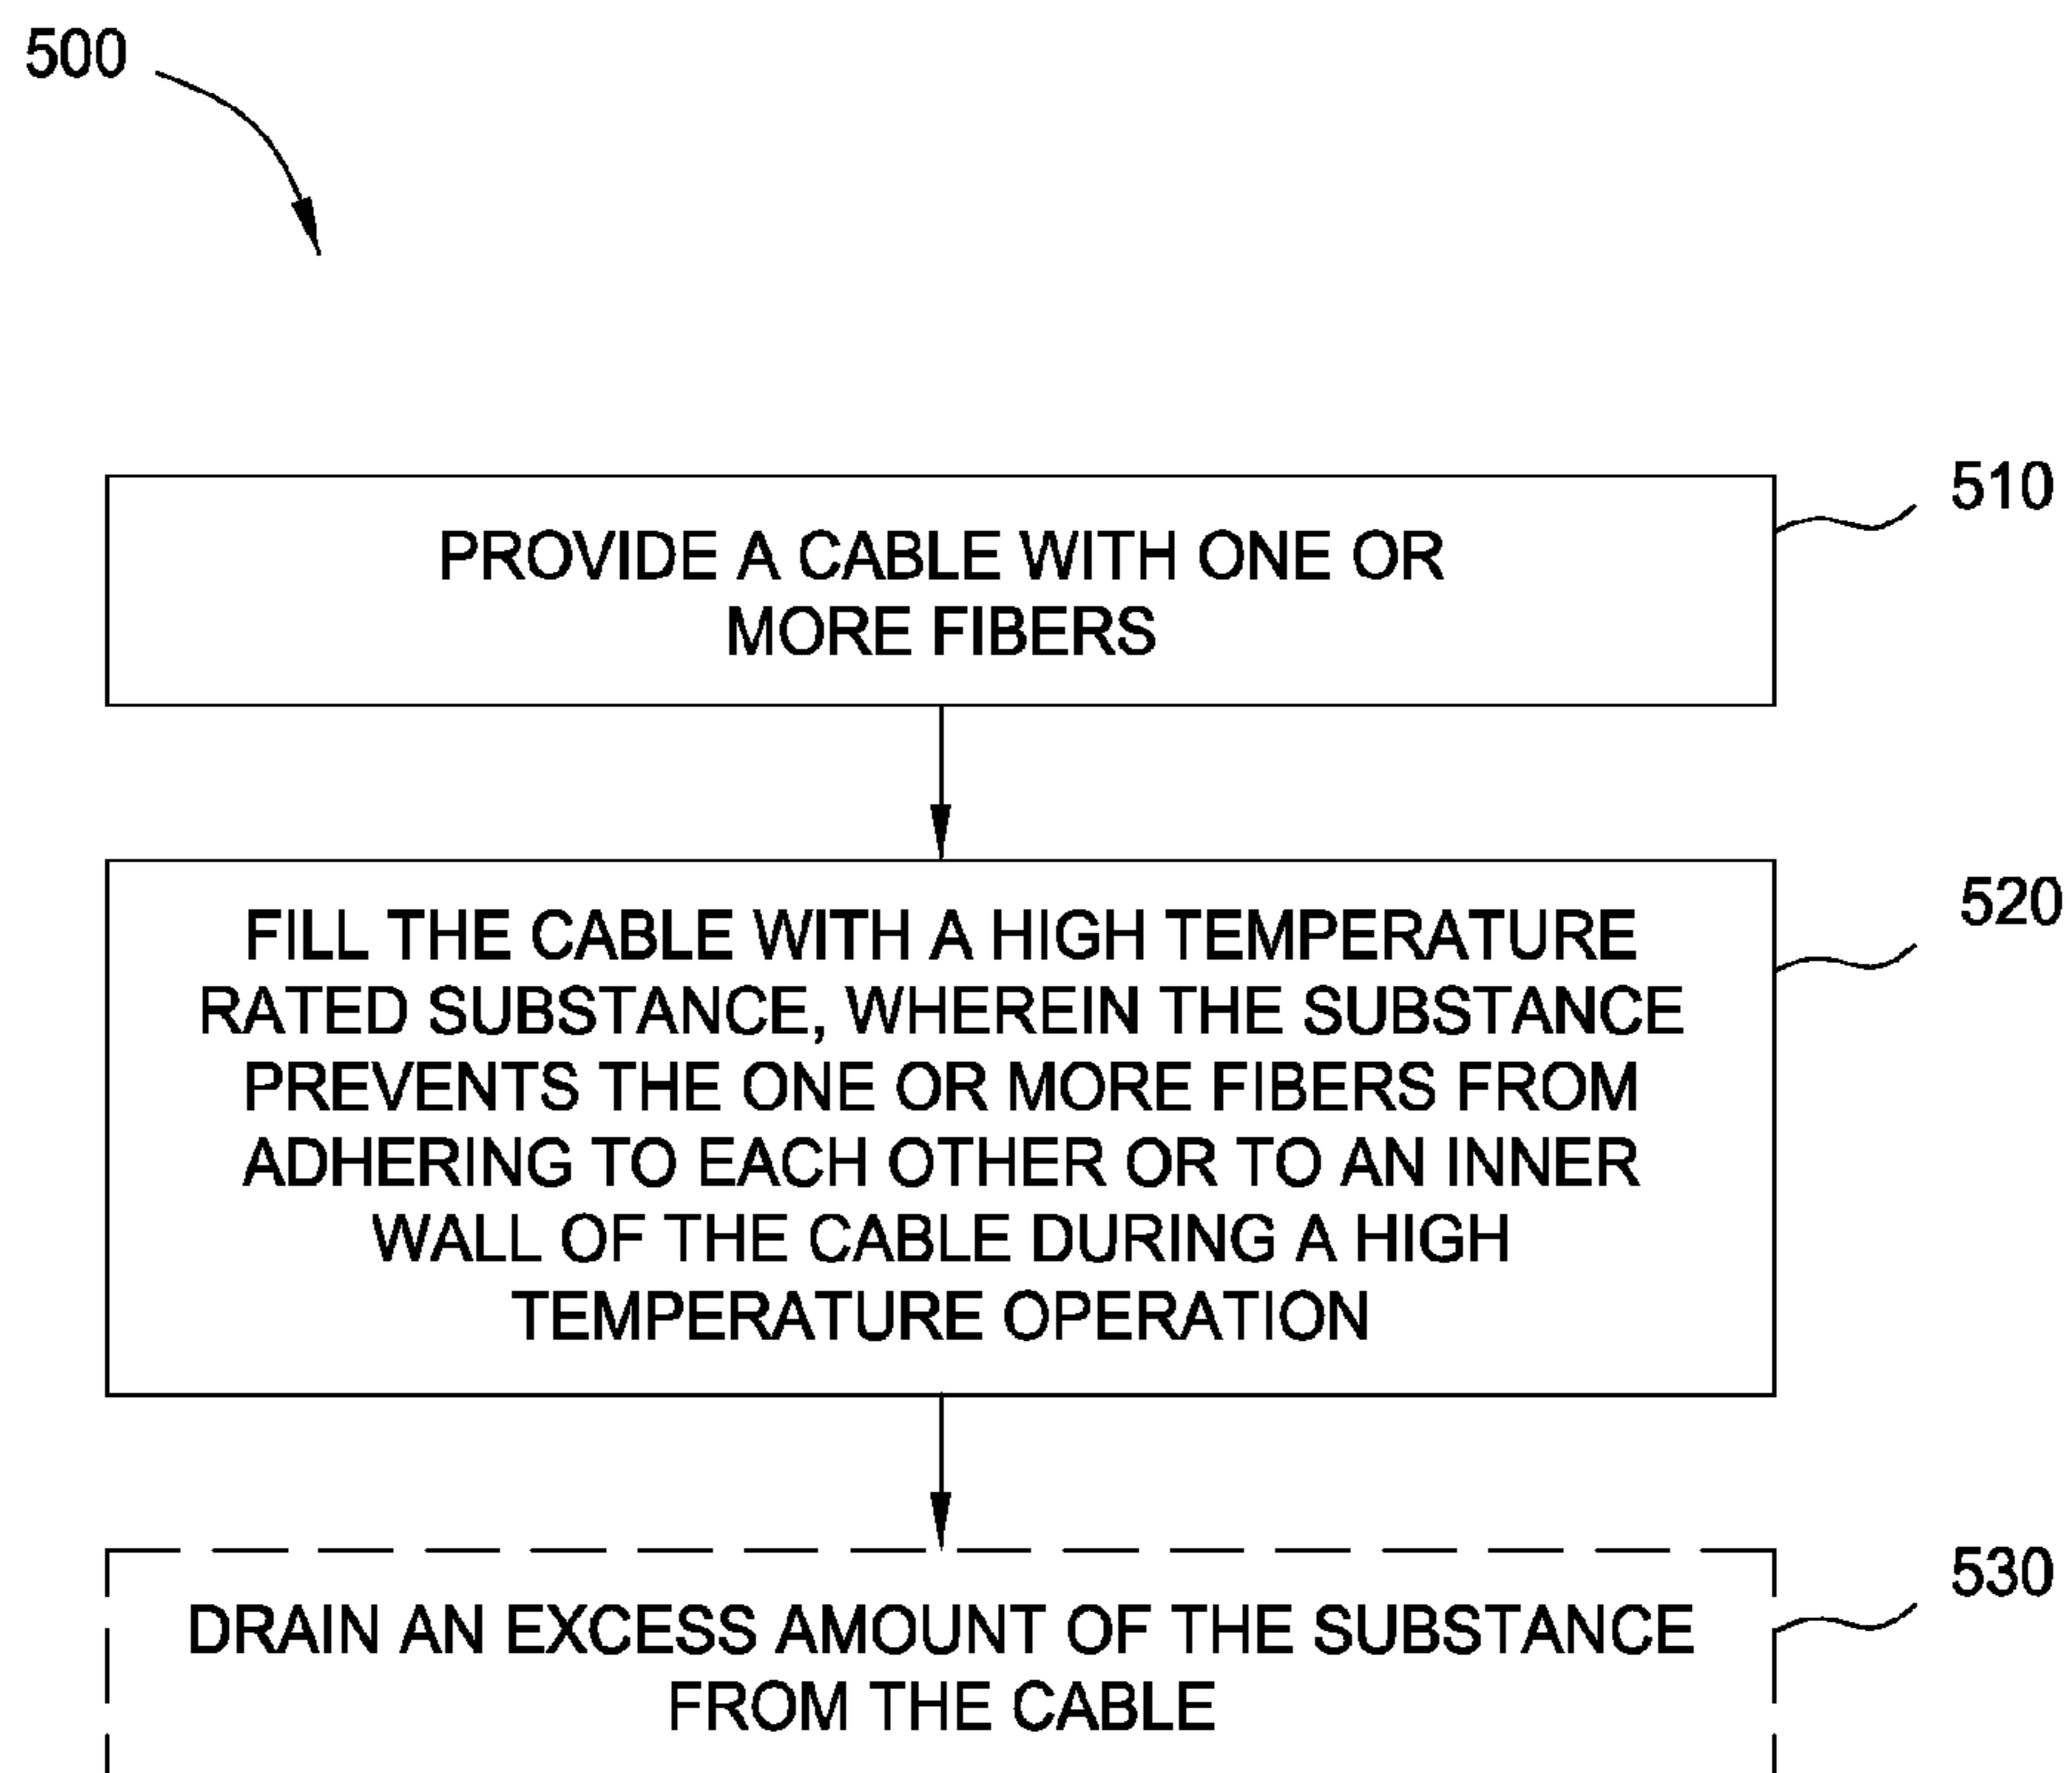 500
510
PROVIDE A CABLE WITH ONE OR
MORE FIBERS
520
FILL THE CABLE WITH A HIGH TEMPERATURE
RATED SUBSTANCE, WHEREIN THE SUBSTANCE
PREVENTS THE ONE OR MORE FIBERS FROM
ADHERING TO EACH OTHER OR TO AN INNER
WALL OF THE CABLE DURING A HIGH
TEMPERATURE OPERATION
530
DRAIN AN EXCESS AMOUNT OF THE SUBSTANCE
FROM THE CABLE